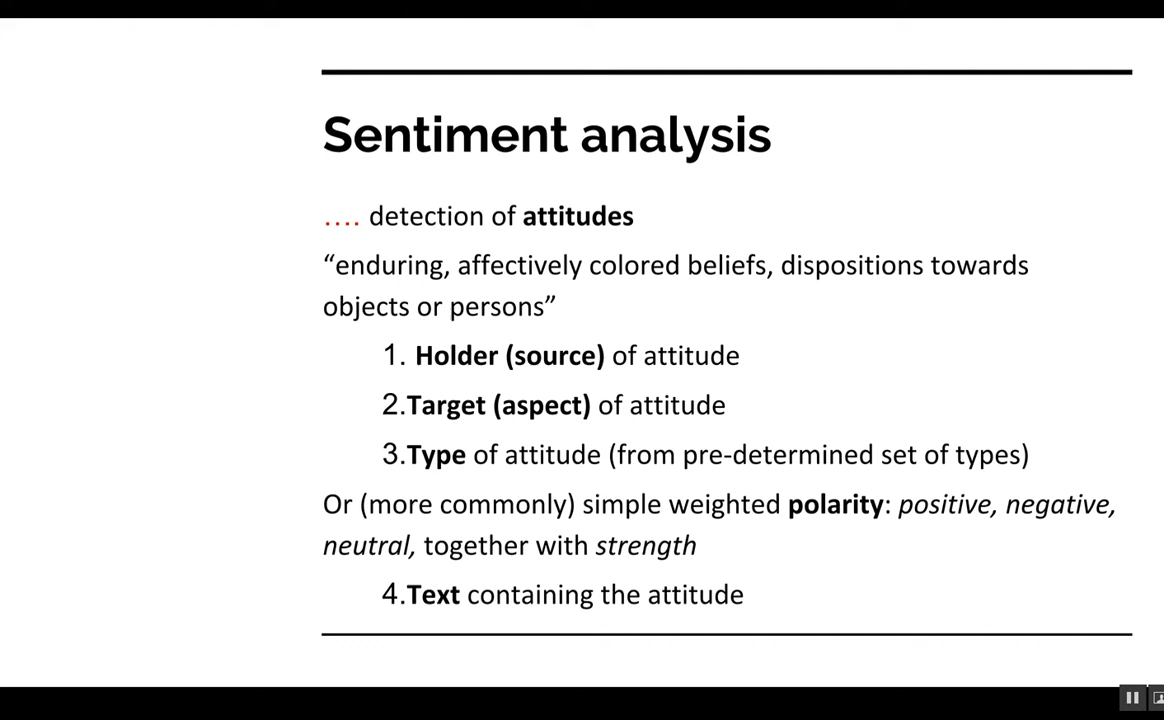 Sentiment analysis
.... detection of attitudes
“enduring, affectively colored beliefs, dispositions towards
objects or persons”
1. Holder (source) of attitude
2.Target (aspect) of attitude
3.Type of attitude (from pre-determined set of types)
Or (more commonly) simple weighted polarity: positive, negative,
neutral, together with strength
4.Text containing the attitude